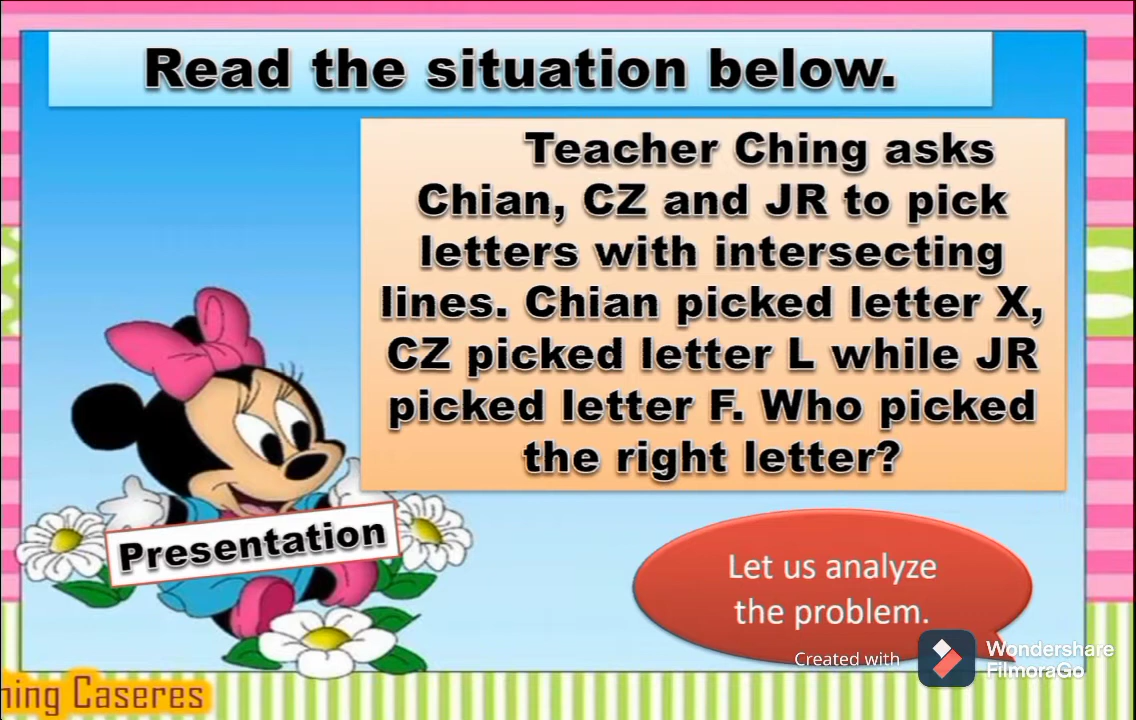 Read the situation below.
Teacher Ching asks
Chian, CZ and JR to pick
letters with intersecting
lines. Chian picked letter X,
CZ picked letter L while JR
picked letter F. Who picked
the right letter?
Presentation
Let us analyze
the problem.
Created with
Wondershare
FilmoraGo
Caseres